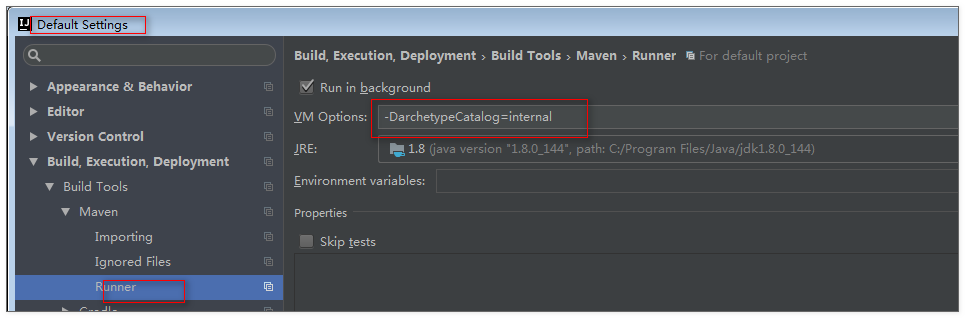 IJ Default Settings
Build, Execution, Deployment › Build Tools › Maven › Runner For default project
Appearance & Behavior
Editor
Version Control
Build, Execution, Deployment
Build Tools
Maven
Importing
Ignored Files
Runner
Gradle
Run in background
VM Options: -DarchetypeCatalog=internal
JRE: 1.8 (java version "1.8.0_144", path: C:/Program Files/Java/jdk1.8.0_144)
Environment variables:
Properties
Skip tests